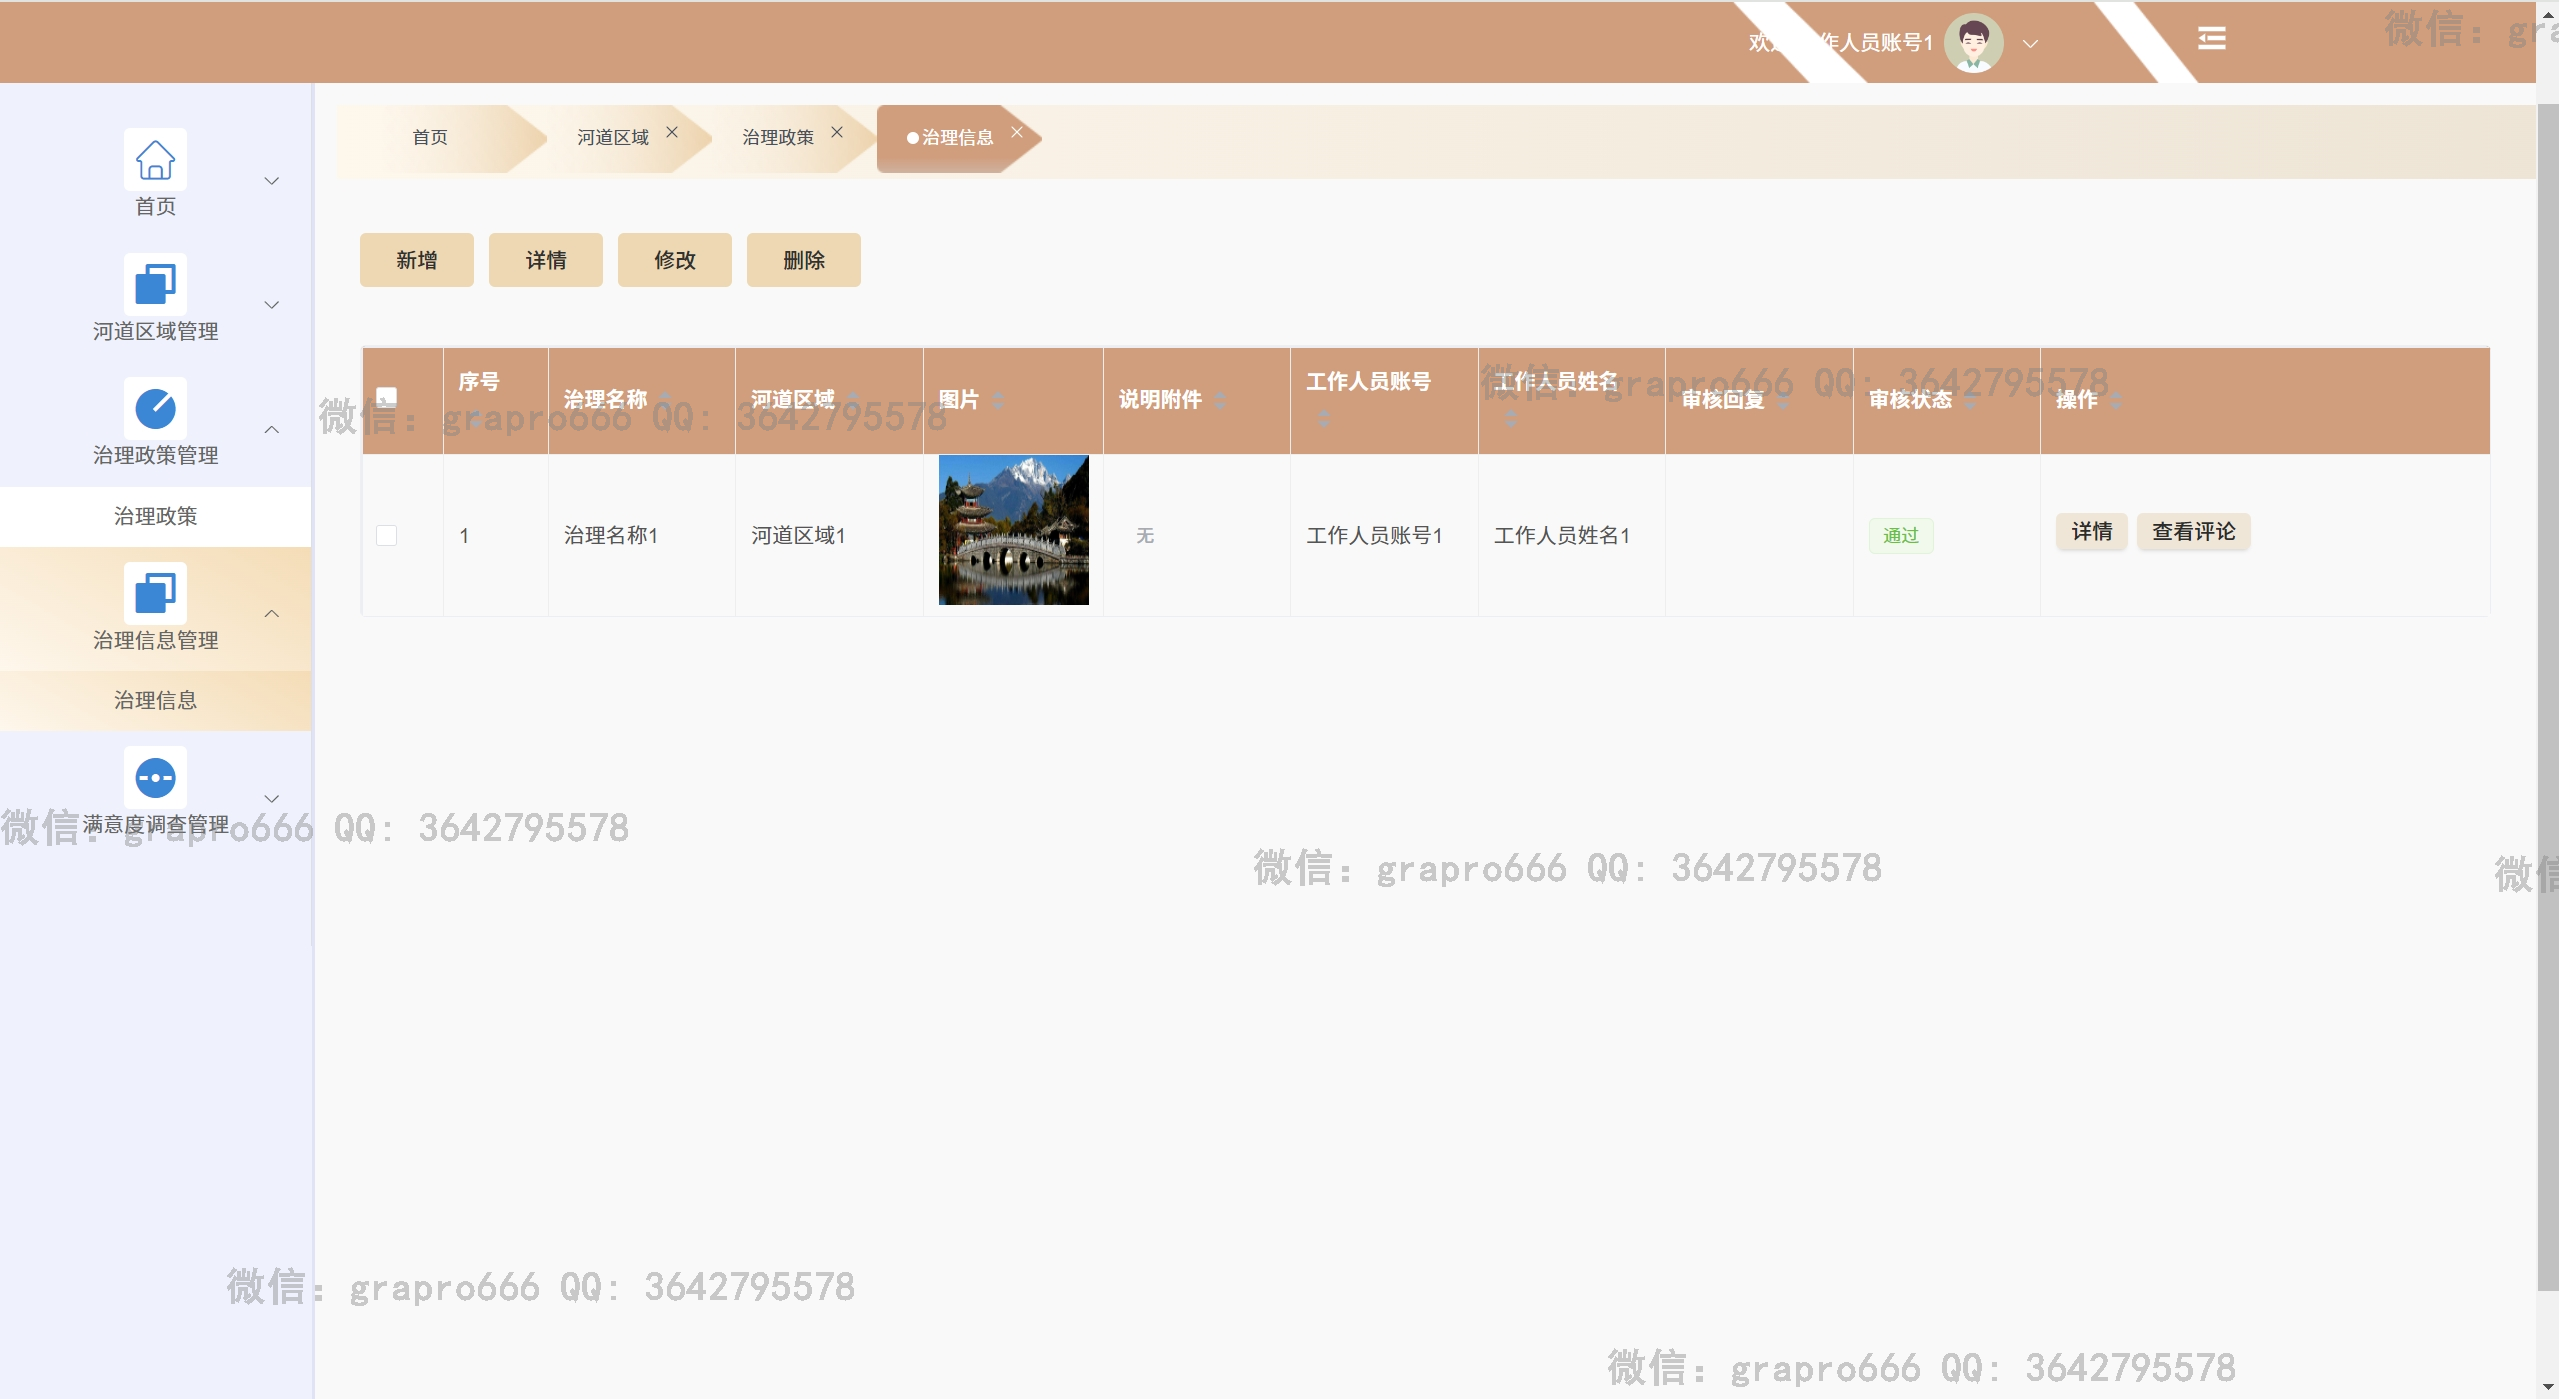 作人员账号1
微信：
首页
河道区域
治理政策
治理信息
首页
河道区域管理
治理政策管理
治理政策
治理信息管理
治理信息
满意度调查管理
新增
详情
修改
删除
序号
治理名称
河道区域
图片
说明附件
工作人员账号
工作人员姓名
审核回复
审核状态
操作
1
治理名称1
河道区域1
无
工作人员账号1
工作人员姓名1
通过
详情
查看评论
微信：grapro666 QQ: 3642795578
微信：grapro666 QQ: 3642795578
微信：grapro666 QQ: 3642795578
微信：grapro666 QQ: 3642795578
微信
微信：grapro666 QQ: 3642795578
微信：grapro666 QQ: 3642795578